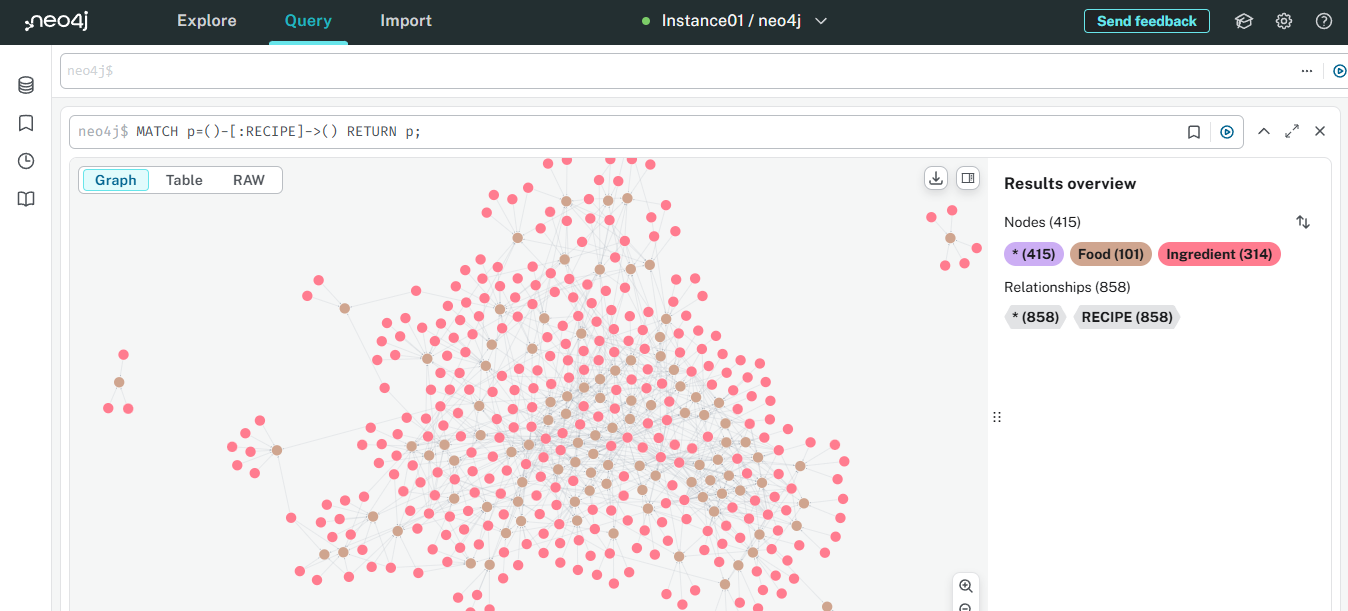 neo4j
Explore
Query
Import
Instance01 / neo4j
Send feedback
neo4j$
neo4j$ MATCH p=()-[:RECIPE]->() RETURN p;
Graph
Table
RAW
Results overview
Nodes (415)
* (415)
Food (101)
Ingredient (314)
Relationships (858)
* (858)
RECIPE (858)